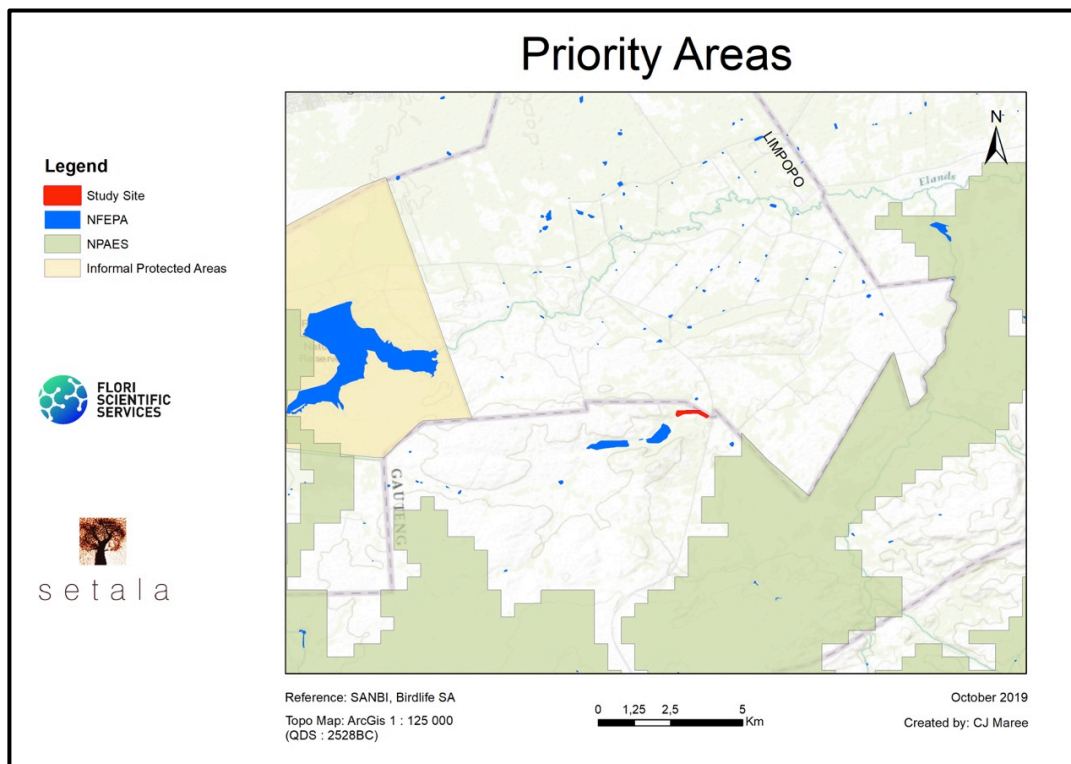 Priority Areas
Legend
Study Site
NFEPA
NPAES
Informal Protected Areas
FLORI
SCIENTIFIC
SERVICES
setala
N
LIMPOPO
Elands
GAUTENG
Reference: SANBI, Birdlife SA
Topo Map: ArcGis 1 : 125 000
(QDS : 2528BC)
0 1,25 2,5 5
Km
October 2019
Created by: CJ Maree